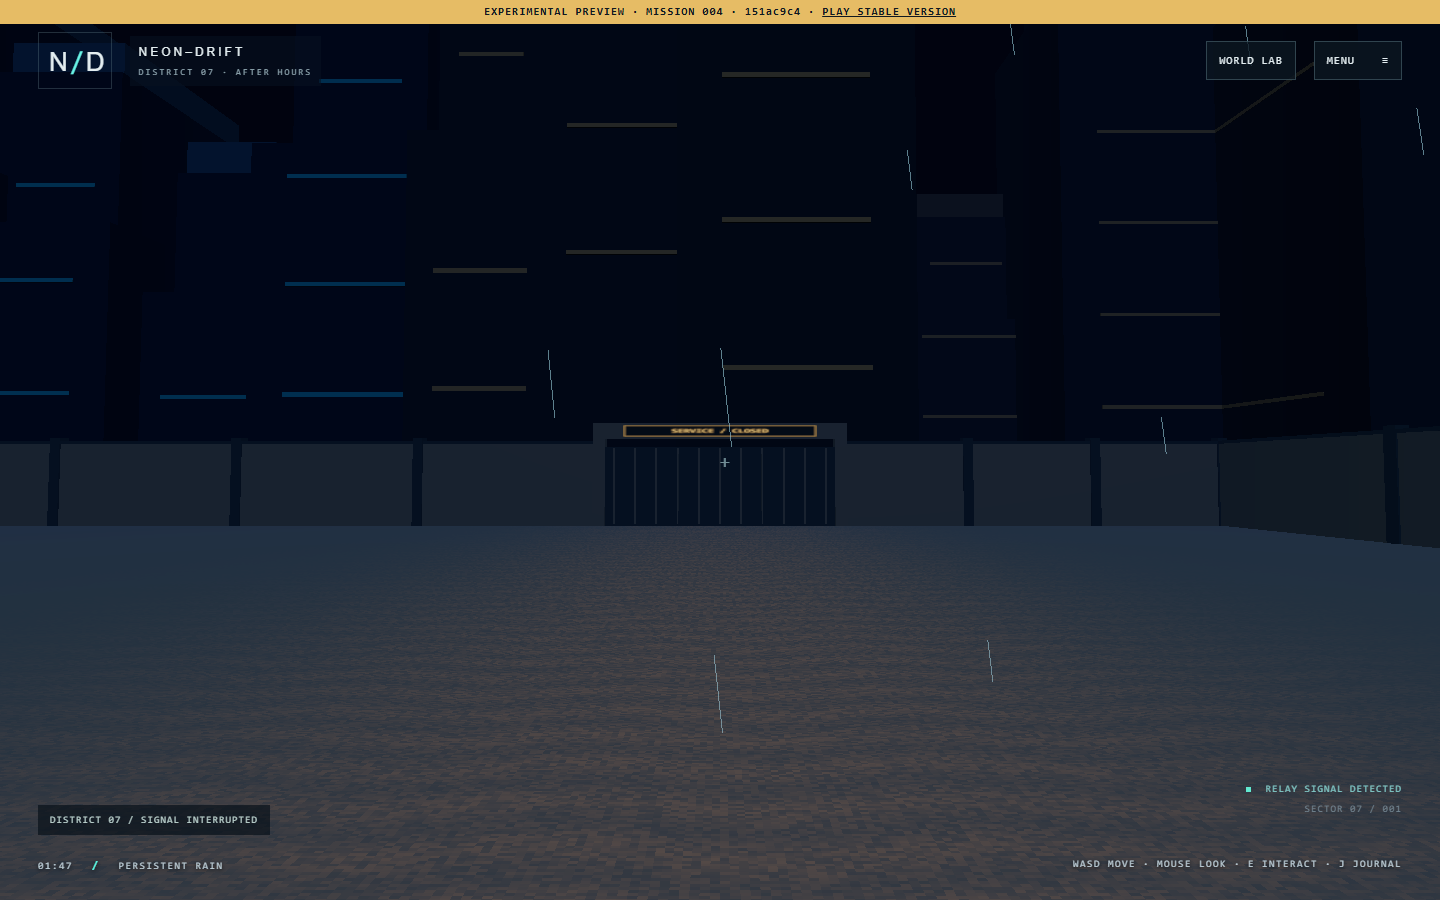 EXPERIMENTAL PREVIEW · MISSION 004 · 151ac9c4 · PLAY STABLE VERSION
N/D
NEON—DRIFT
DISTRICT 07 · AFTER HOURS
WORLD LAB
MENU ≡
SERVICE / CLOSED
RELAY SIGNAL DETECTED
SECTOR 07 / 001
DISTRICT 07 / SIGNAL INTERRUPTED
01:47 / PERSISTENT RAIN
WASD MOVE · MOUSE LOOK · E INTERACT · J JOURNAL